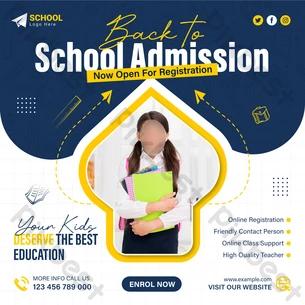 SCHOOL
Logo Here
Back To
School Admission
Now Open For Registration
Your Kids
DESERVE THE BEST
EDUCATION
Online Registration
Friendly Contact Person
Online Class Support
High Quality Teacher
MORE INFO CALL US
123 456 789 000
ENROL NOW
www.example.com
VISIT OUR WEBSITE